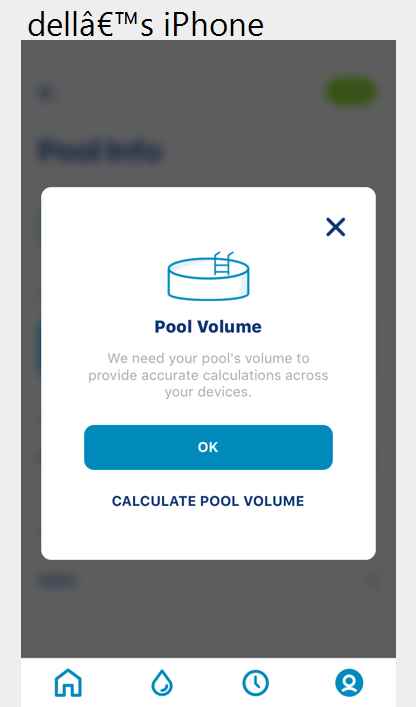 dellâ€™s iPhone
Pool Info
Pool Volume
We need your pool's volume to
provide accurate calculations across
your devices.
OK
CALCULATE POOL VOLUME